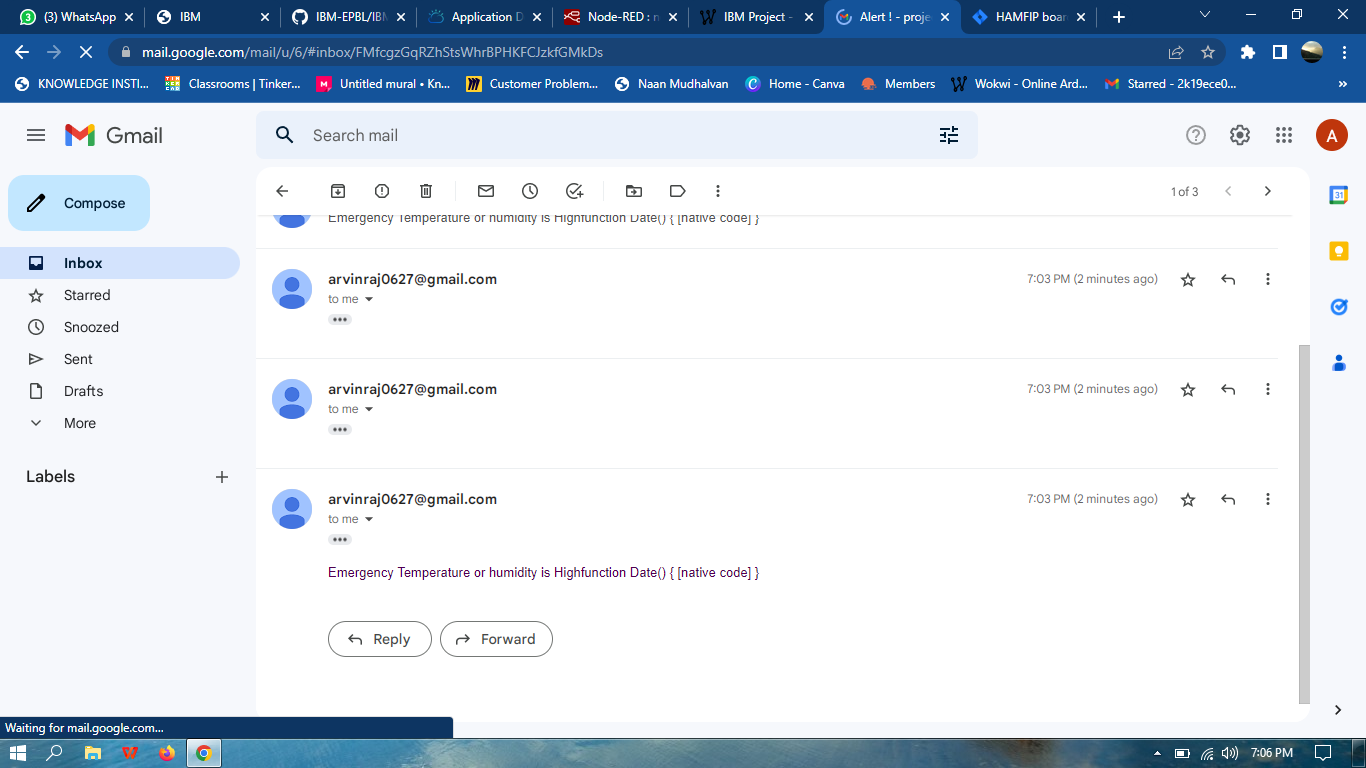 (3) WhatsApp
IBM
IBM-EPBL/IBM
Application D
Node-RED : n
IBM Project -
Alert ! - proje
HAMFIP boar
mail.google.com/mail/u/6/#inbox/FMfcgzGqRZhStsWhrBPHKFCJzkfGMkDs
KNOWLEDGE INSTI...
Classrooms | Tinker...
Untitled mural • Kn...
Customer Problem...
Naan Mudhalvan
Home - Canva
Members
Wokwi - Online Ard...
Starred - 2k19ece0...
Gmail
Search mail
A
Compose
1 of 3
31
Inbox
Starred
Snoozed
Sent
Drafts
More
Labels
Emergency Temperature or humidity is Highfunction Date() { [native code] }
arvinraj0627@gmail.com
7:03 PM (2 minutes ago)
to me
arvinraj0627@gmail.com
7:03 PM (2 minutes ago)
to me
arvinraj0627@gmail.com
7:03 PM (2 minutes ago)
to me
Emergency Temperature or humidity is Highfunction Date() { [native code] }
Reply
Forward
Waiting for mail.google.com...
7:06 PM